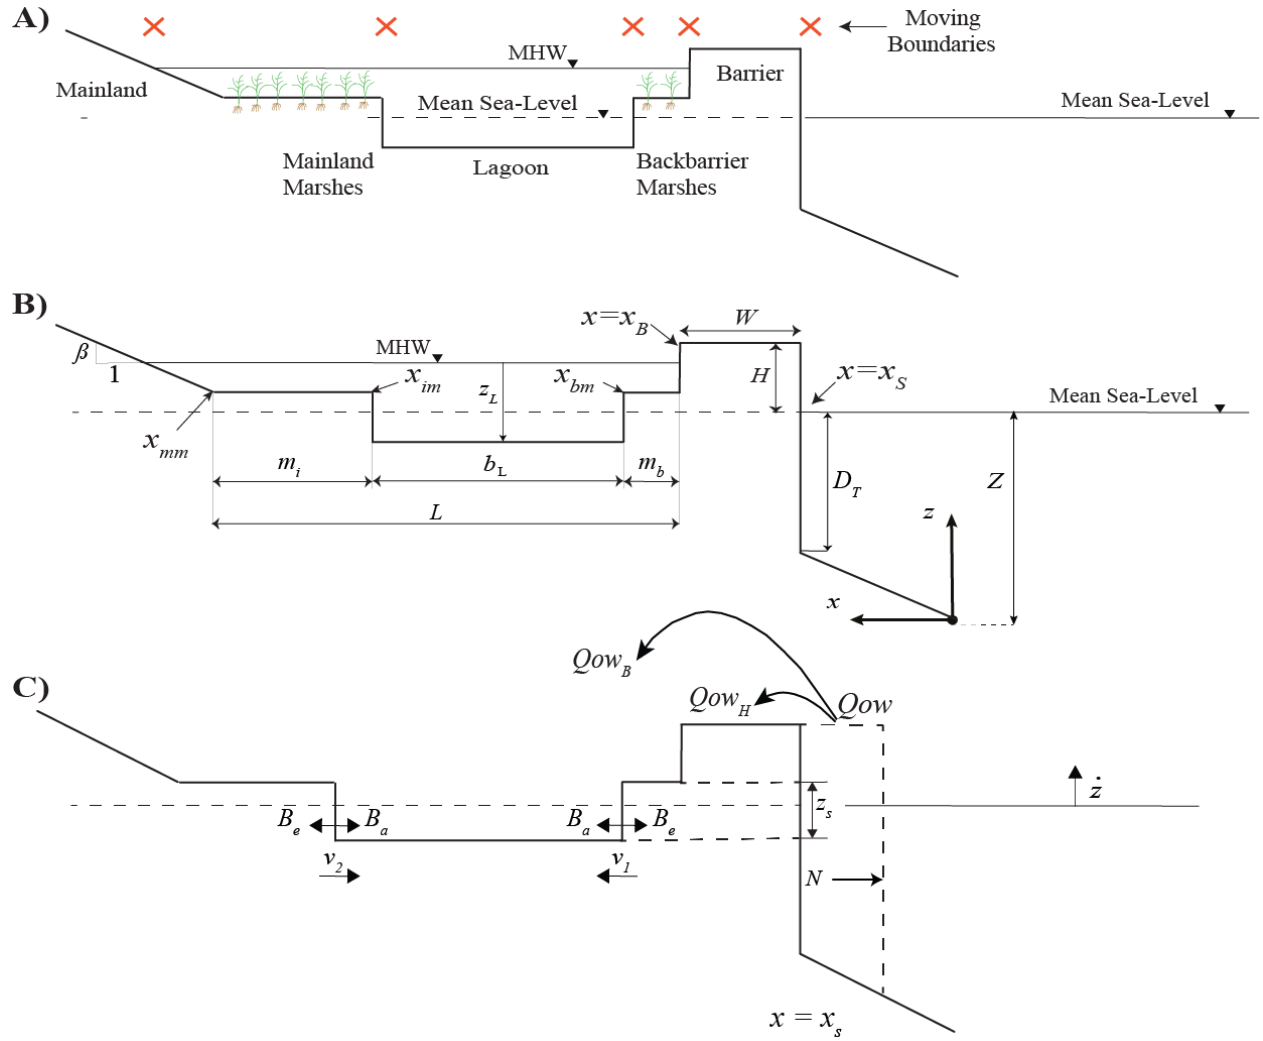 A)
Moving
Boundaries
MHW
Barrier
Mainland
Mean Sea-Level
Mean Sea-Level
Mainland
Marshes
Lagoon
Backbarrier
Marshes
B)
x=x_B
W
β
1
MHW
x_im
z_L
x_bm
H
x=x_S
Mean Sea-Level
x_mm
m_i
b_L
m_b
D_T
Z
L
z
x
Qow_B
C)
Qow_H
Qow
ż
z_s
B_e
B_a
B_a
B_e
v_2
v_1
N
x = x_s